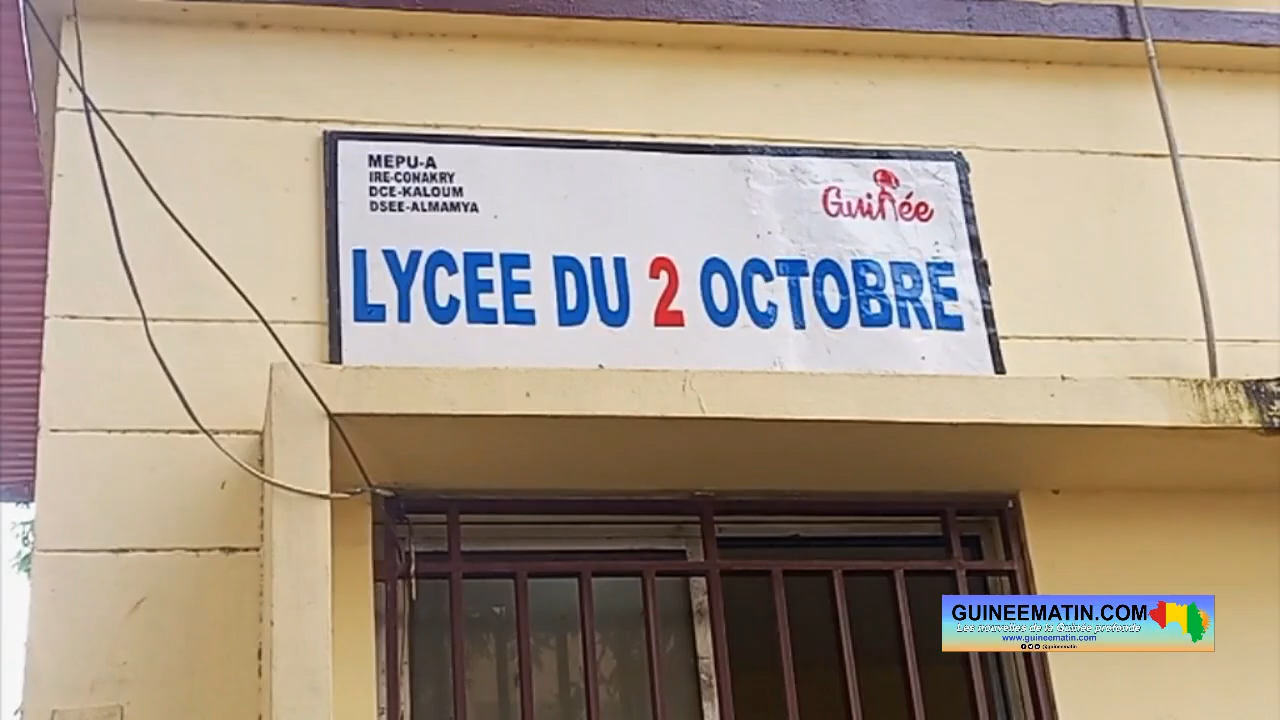 MEPU-A
IRE-CONAKRY
DCE-KALOUM
DSEE-ALMAMYA
Guinée
LYCEE DU 2 OCTOBRE
GUINEEMATIN.COM
Les nouvelles de la Guinée profonde
www.guineematin.com
@guineematin